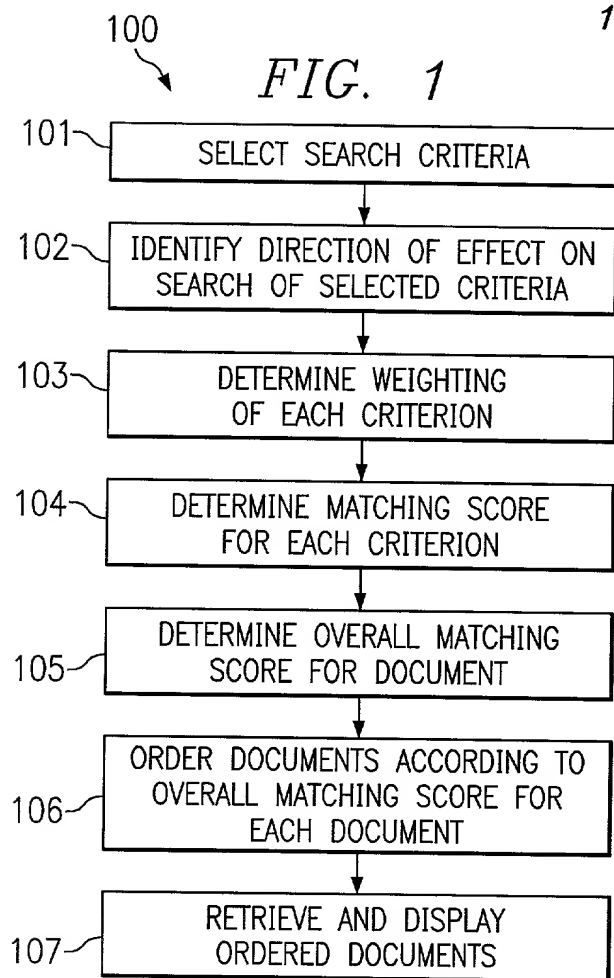 1
100
FIG. 1
101
SELECT SEARCH CRITERIA
102
IDENTIFY DIRECTION OF EFFECT ON
SEARCH OF SELECTED CRITERIA
103
DETERMINE WEIGHTING
OF EACH CRITERION
104
DETERMINE MATCHING SCORE
FOR EACH CRITERION
105
DETERMINE OVERALL MATCHING
SCORE FOR DOCUMENT
106
ORDER DOCUMENTS ACCORDING TO
OVERALL MATCHING SCORE FOR
EACH DOCUMENT
107
RETRIEVE AND DISPLAY
ORDERED DOCUMENTS